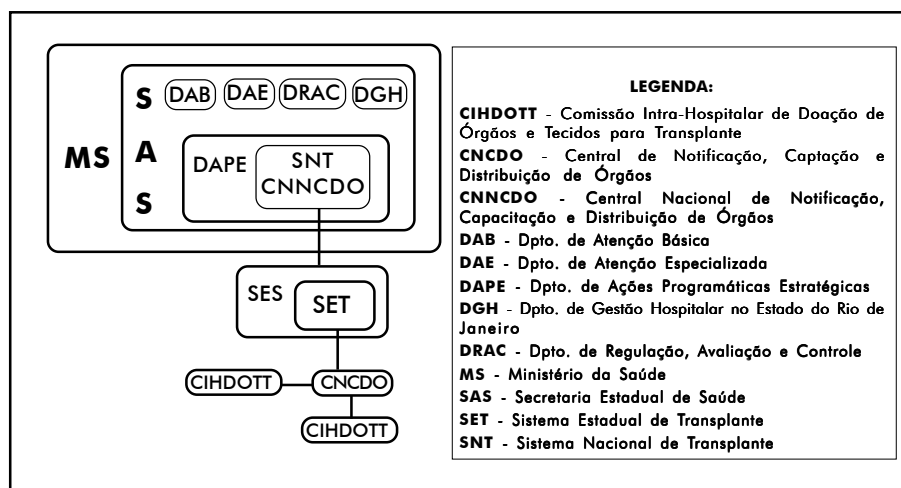 MS
S
A
S
DAB
DAE
DRAC
DGH
DAPE
SNT
CNNCDO
SES
SET
CIHDOTT
CNCDO
CIHDOTT
LEGENDA:
CIHDOTT - Comissão Intra-Hospitalar de Doação de
Órgãos e Tecidos para Transplante
CNCDO - Central de Notificação, Captação e
Distribuição de Órgãos
CNNCDO - Central Nacional de Notificação,
Capacitação e Distribuição de Órgãos
DAB - Dpto. de Atenção Básica
DAE - Dpto. de Atenção Especializada
DAPE - Dpto. de Ações Programáticas Estratégicas
DGH - Dpto. de Gestão Hospitalar no Estado do Rio de
Janeiro
DRAC - Dpto. de Regulação, Avaliação e Controle
MS - Ministério da Saúde
SAS - Secretaria Estadual de Saúde
SET - Sistema Estadual de Transplante
SNT - Sistema Nacional de Transplante